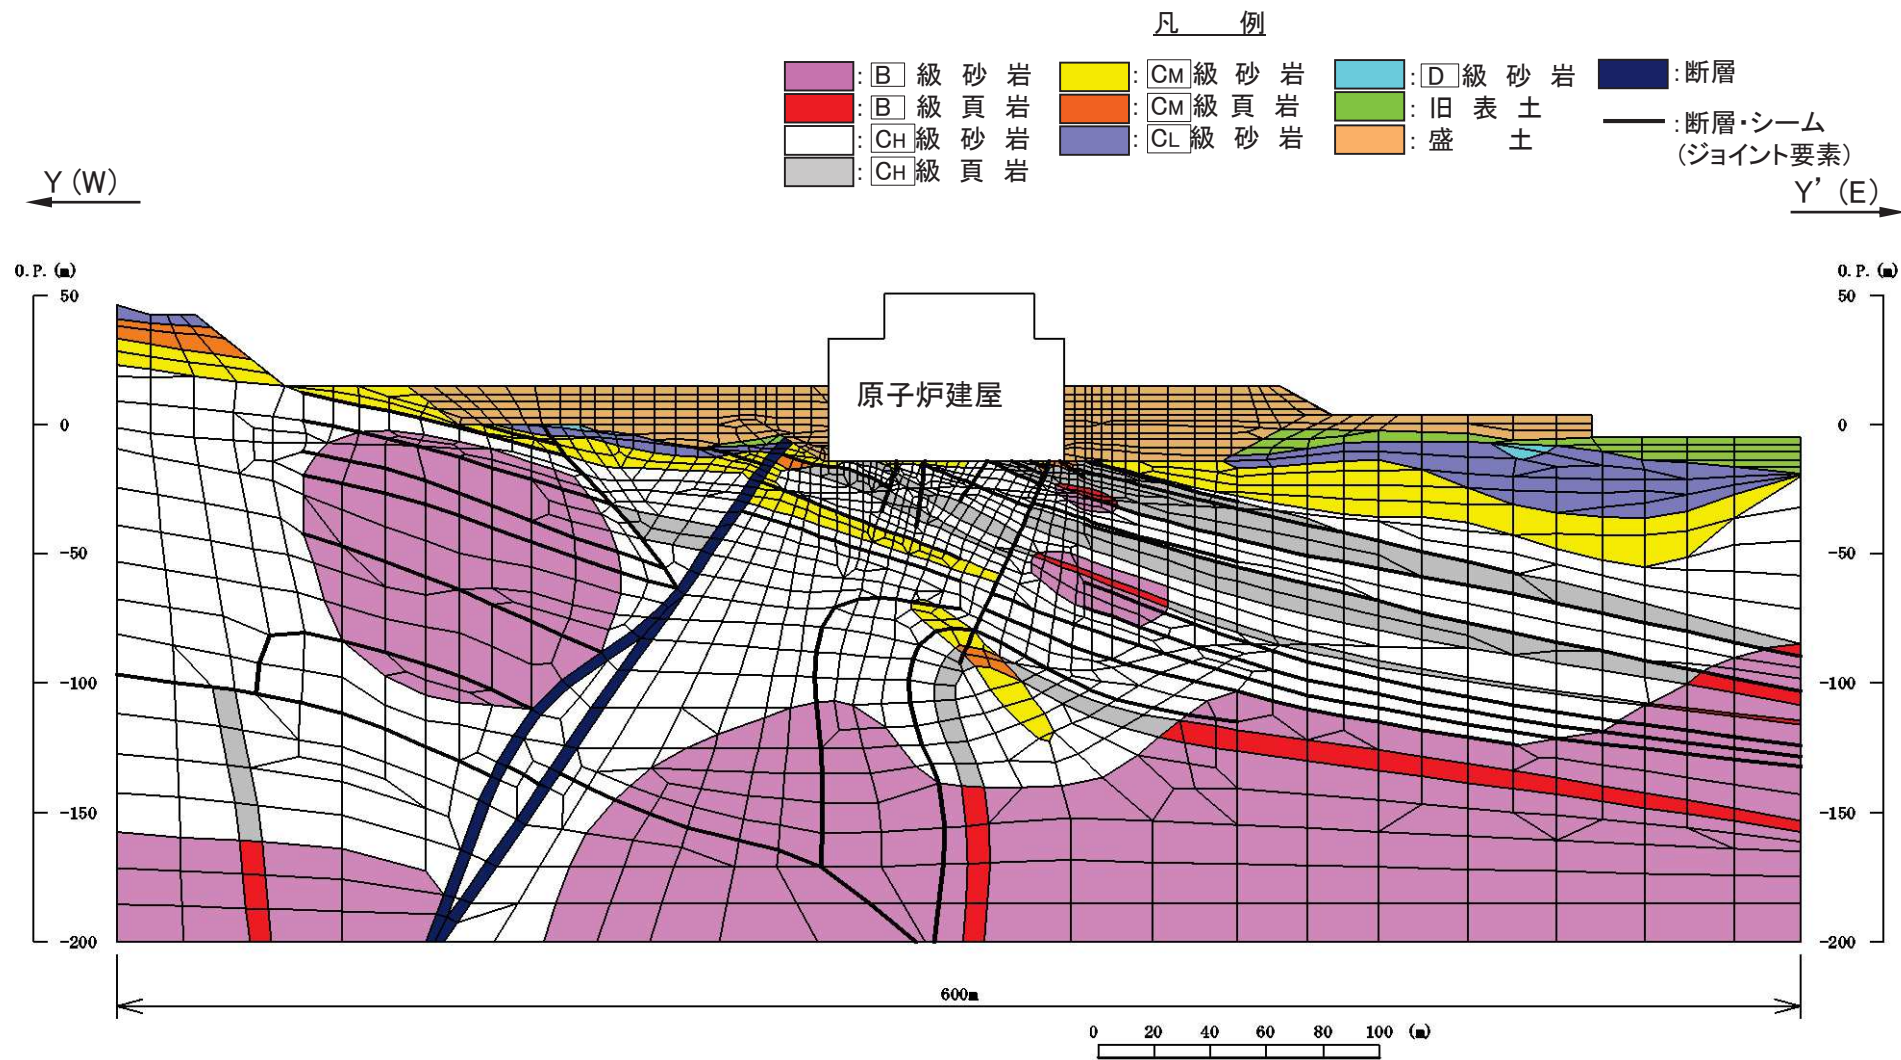 凡 例
: B 級 砂 岩
: CM 級 砂 岩
: D 級 砂 岩
: 断層
: B 級 頁 岩
: CM 級 頁 岩
: 旧 表 土
: CH 級 砂 岩
: CL 級 砂 岩
: 盛 土
: 断層・シーム
(ジョイント要素)
: CH 級 頁 岩
Y (W)
Y’ (E)
O.P.(m)
O.P.(m)
50
50
原子炉建屋
0
0
-50
-50
-100
-100
-150
-150
-200
-200
600m
0 20 40 60 80 100 (m)